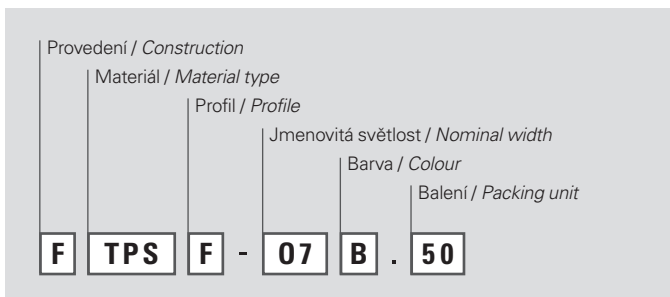 Provedení / Construction
Materiál / Material type
Profil / Profile
Jmenovitá světlost / Nominal width
Barva / Colour
Balení / Packing unit
F TPS F - 07 B . 50